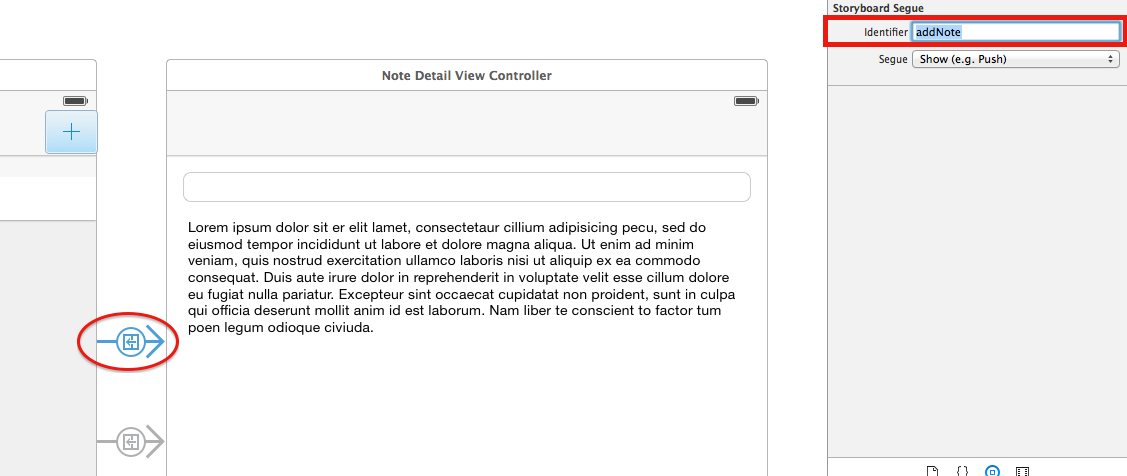 Storyboard Segue
Identifier addNote
Segue Show (e.g. Push)
Note Detail View Controller
Lorem ipsum dolor sit er elit lamet, consectetaur cillium adipisicing pecu, sed do
eiusmod tempor incididunt ut labore et dolore magna aliqua. Ut enim ad minim
veniam, quis nostrud exercitation ullamco laboris nisi ut aliquip ex ea commodo
consequat. Duis aute irure dolor in reprehenderit in voluptate velit esse cillum dolore
eu fugiat nulla pariatur. Excepteur sint occaecat cupidatat non proident, sunt in culpa
qui officia deserunt mollit anim id est laborum. Nam liber te conscient to factor tum
poen legum odioque civiuda.